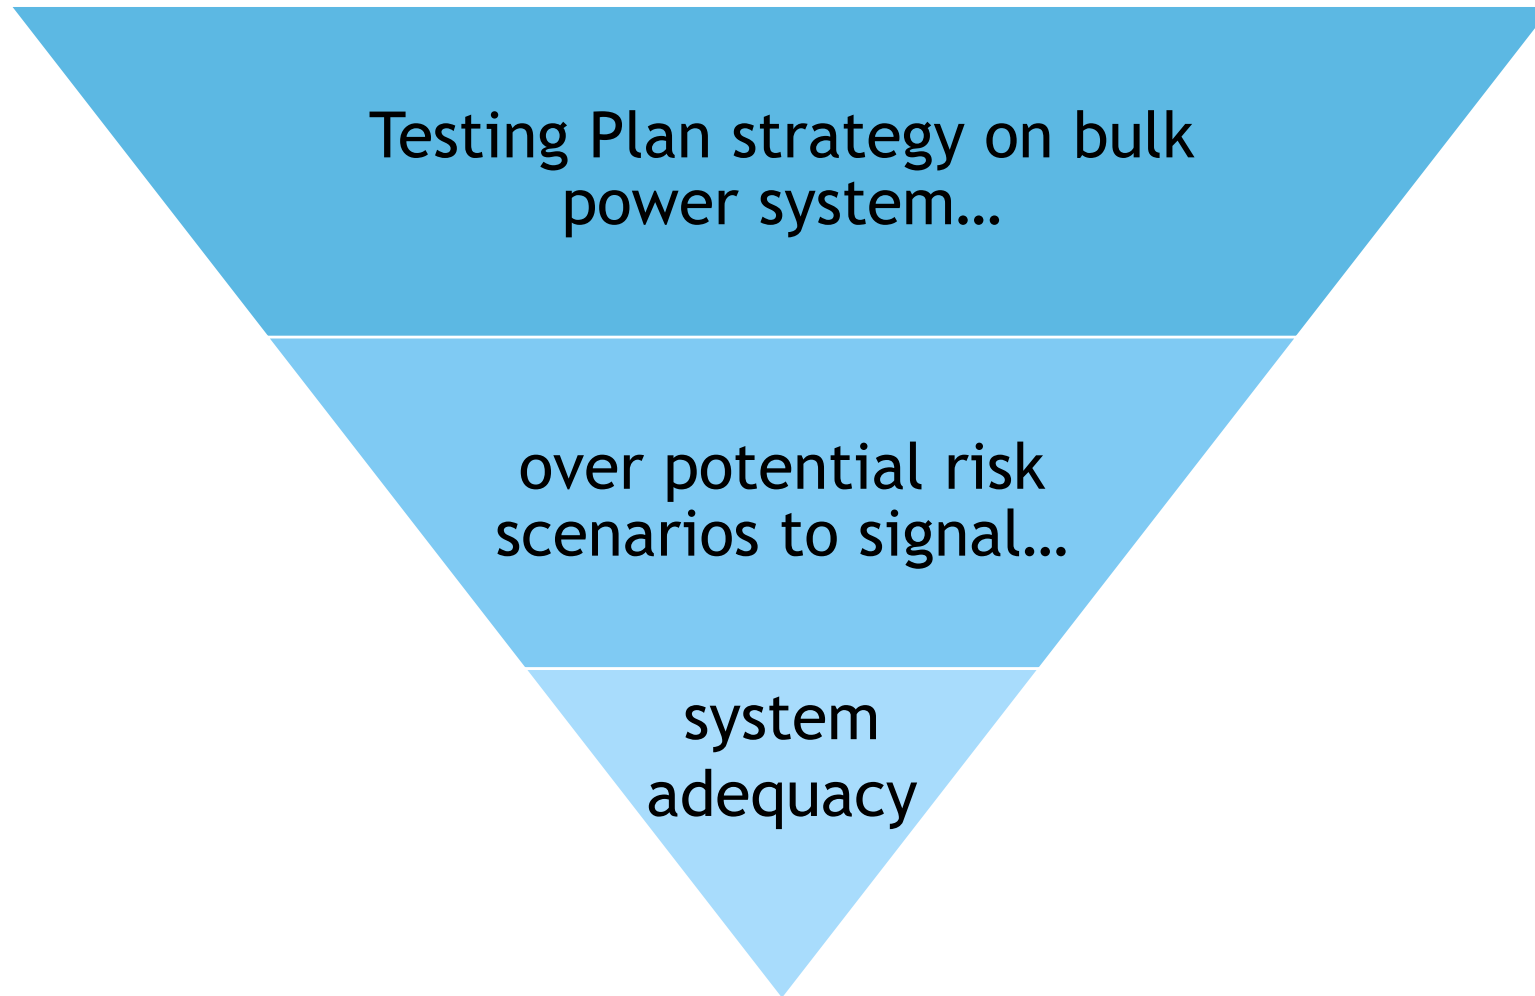 Testing Plan strategy on bulk
power system…
over potential risk
scenarios to signal…
system
adequacy